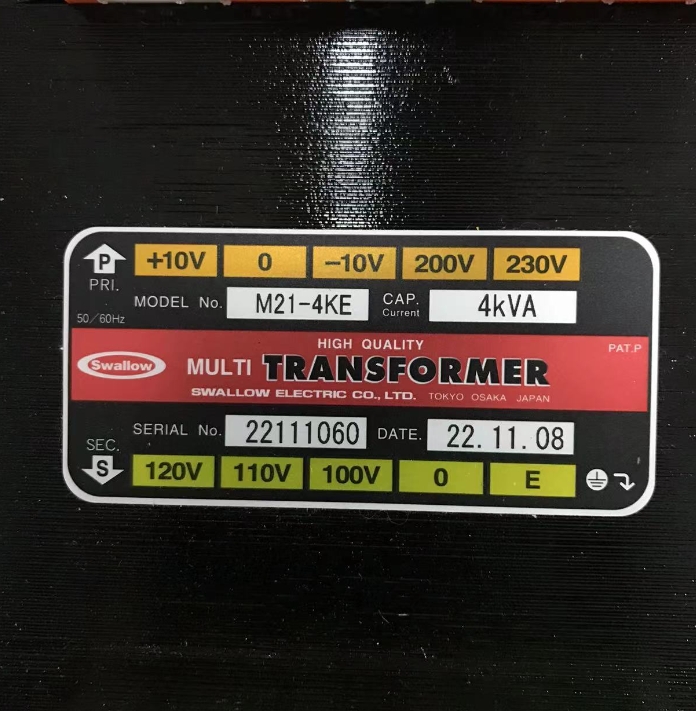 P +10V 0 −10V 200V 230V
PRI.
MODEL No. M21-4KE CAP. Current 4kVA
50/60Hz
HIGH QUALITY PAT.P
Swallow MULTI TRANSFORMER
SWALLOW ELECTRIC CO., LTD. TOKYO OSAKA JAPAN
SERIAL No. 22111060 DATE. 22.11.08
SEC.
S 120V 110V 100V 0 E